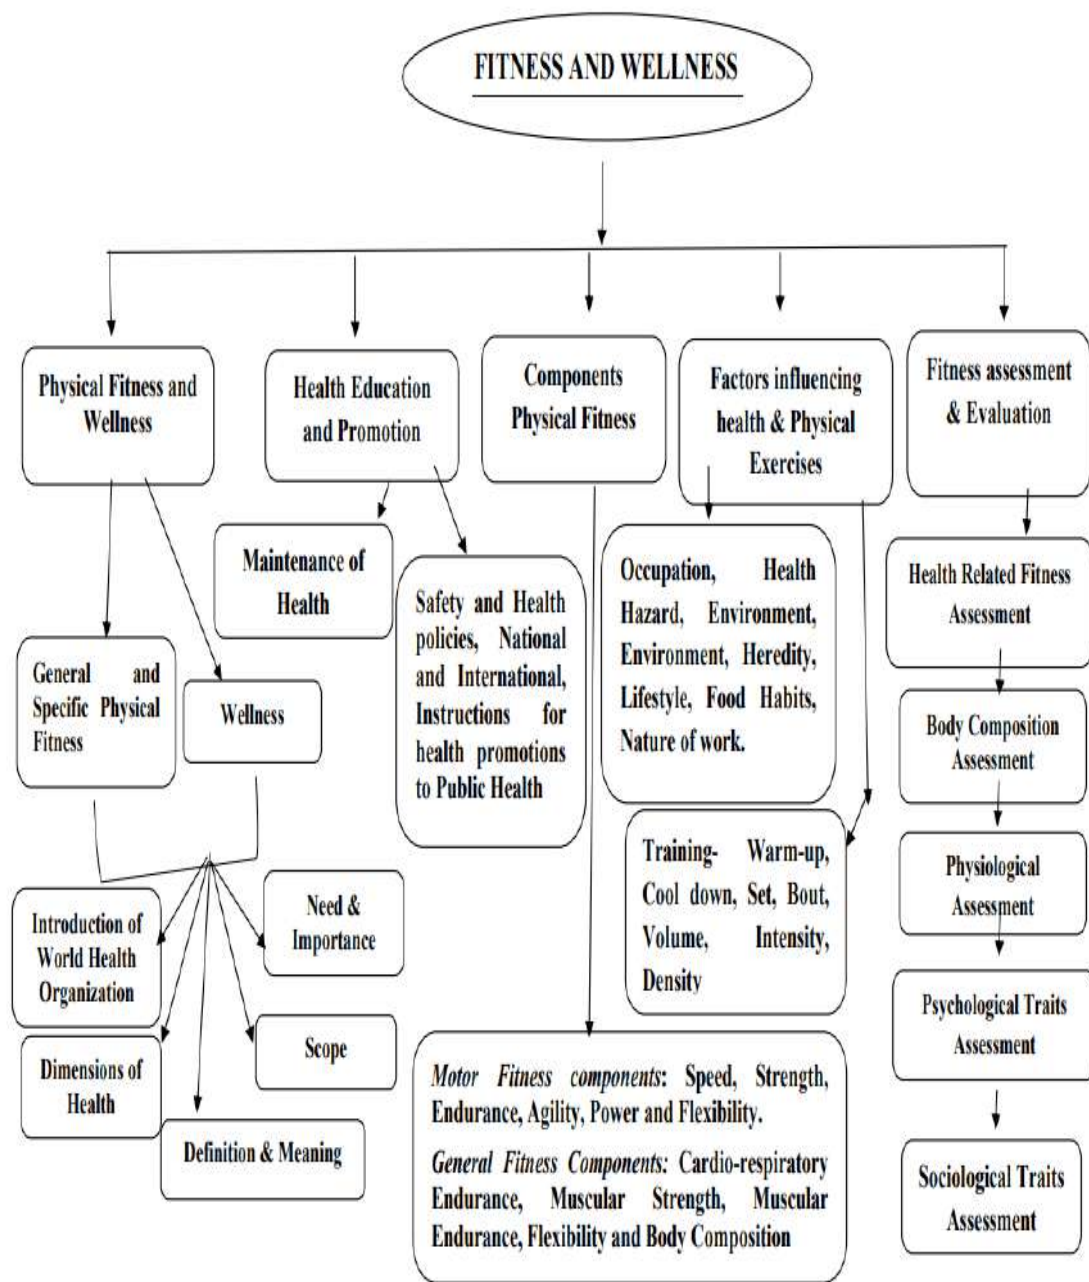 FITNESS AND WELLNESS
Physical Fitness and
Wellness
Health Education
and Promotion
Components
Physical Fitness
Factors influencing
health & Physical
Exercises
Fitness assessment
& Evaluation
General and
Specific Physical
Fitness
Wellness
Introduction of
World Health
Organization
Dimensions of
Health
Definition & Meaning
Scope
Need &
Importance
Maintenance of
Health
Safety and Health
policies, National
and International,
Instructions for
health promotions
to Public Health
Motor Fitness components: Speed, Strength,
Endurance, Agility, Power and Flexibility.
General Fitness Components: Cardio-respiratory
Endurance, Muscular Strength, Muscular
Endurance, Flexibility and Body Composition
Occupation, Health
Hazard, Environment,
Environment, Heredity,
Lifestyle, Food Habits,
Nature of work.
Training- Warm-up,
Cool down, Set, Bout,
Volume, Intensity,
Density
Health Related Fitness
Assessment
Body Composition
Assessment
Physiological
Assessment
Psychological Traits
Assessment
Sociological Traits
Assessment